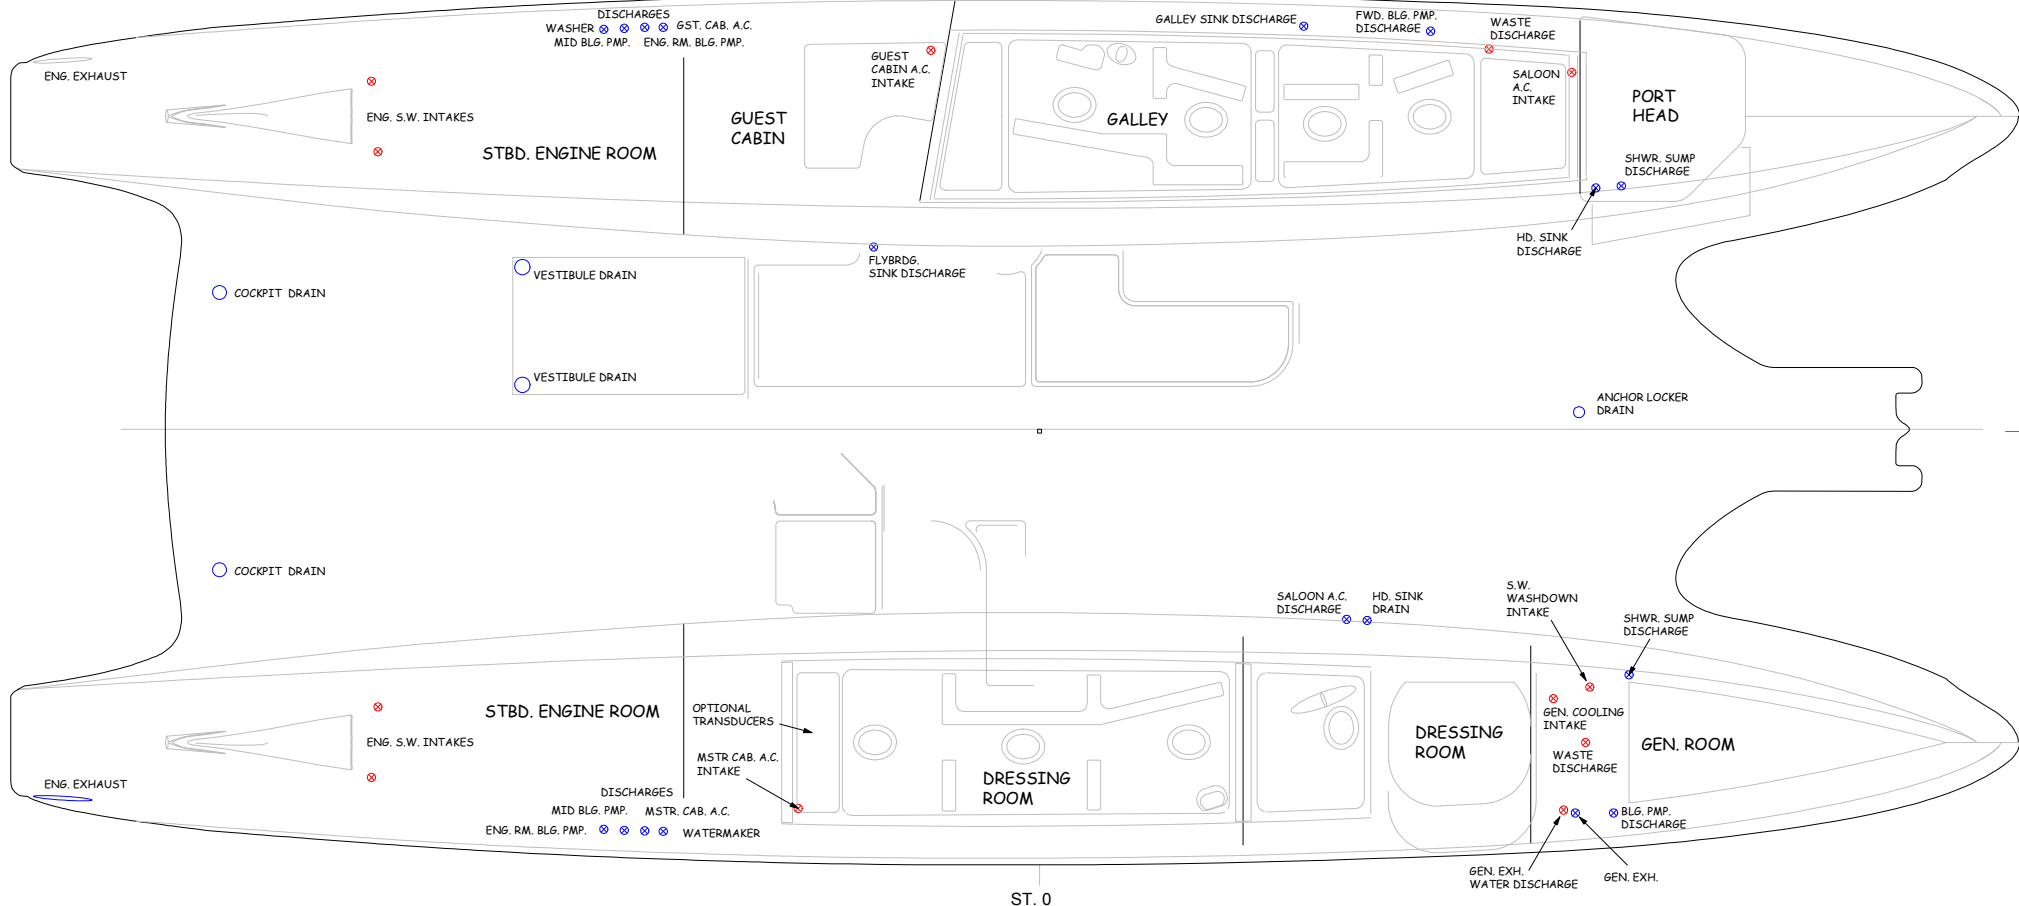 DISCHARGES
WASHER
GST. CAB. A.C.
MID BLG. PMP.
ENG. RM. BLG. PMP.
ENG. EXHAUST
ENG. S.W. INTAKES
STBD. ENGINE ROOM
GUEST
CABIN
GUEST
CABIN A.C.
INTAKE
GALLEY SINK DISCHARGE
FWD. BLG. PMP.
DISCHARGE
WASTE
DISCHARGE
GALLEY
SALOON
A.C.
INTAKE
PORT
HEAD
SHWR. SUMP
DISCHARGE
HD. SINK
DISCHARGE
FLYBRDG.
SINK DISCHARGE
VESTIBULE DRAIN
COCKPIT DRAIN
VESTIBULE DRAIN
ANCHOR LOCKER
DRAIN
COCKPIT DRAIN
SALOON A.C.
DISCHARGE
HD. SINK
DRAIN
S.W.
WASHDOWN
INTAKE
SHWR. SUMP
DISCHARGE
STBD. ENGINE ROOM
OPTIONAL
TRANSDUCERS
MSTR CAB. A.C.
INTAKE
ENG. S.W. INTAKES
DRESSING
ROOM
DRESSING
ROOM
GEN. COOLING
INTAKE
WASTE
DISCHARGE
GEN. ROOM
ENG. EXHAUST
DISCHARGES
MID BLG. PMP.
MSTR. CAB. A.C.
ENG. RM. BLG. PMP.
WATERMAKER
BLG. PMP.
DISCHARGE
GEN. EXH.
WATER DISCHARGE
GEN. EXH.
ST. 0